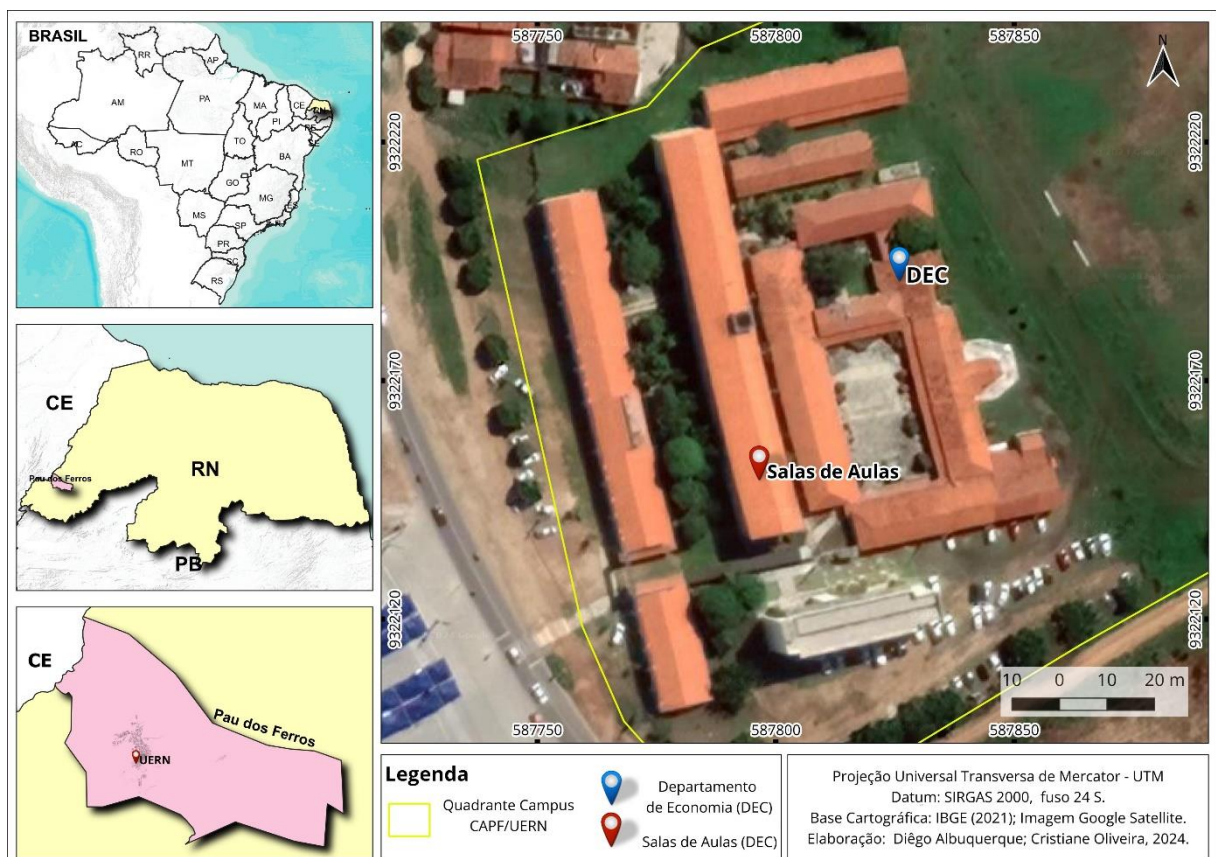 BRASIL
RR
AP
AM
PA
MA
CE
RN
PI
AC
TO
RO
MT
BA
SE
GO
MG
ES
MS
SP
RJ
PR
SC
RS
CE
RN
Pau dos Ferros
PB
CE
Pau dos Ferros
UERN
587750
587800
587850
N
9322220
9322220
DEC
9322170
9322170
Salas de Aulas
9322120
9322120
10 0 10 20 m
587750
587800
587850
Legenda
Quadrante Campus
CAPF/UERN
Departamento
de Economia (DEC)
Salas de Aulas (DEC)
Projeção Universal Transversa de Mercator - UTM
Datum: SIRGAS 2000, fuso 24 S.
Base Cartográfica: IBGE (2021); Imagem Google Satellite.
Elaboração: Diêgo Albuquerque; Cristiane Oliveira, 2024.